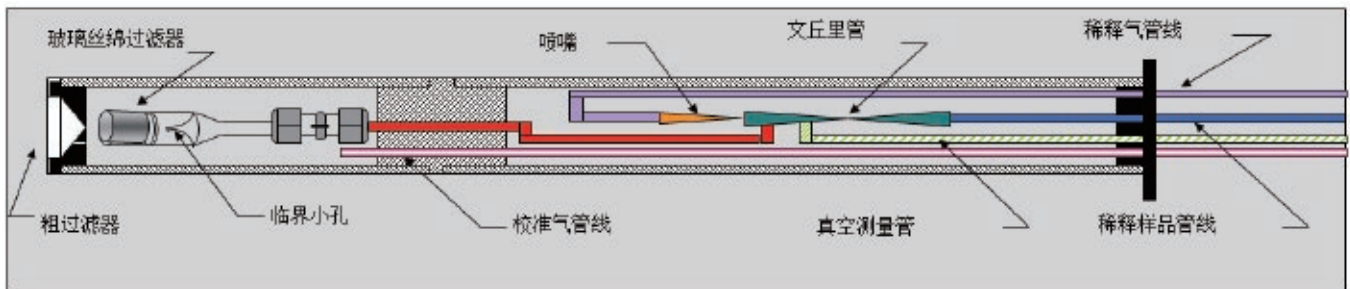 玻璃丝绵过滤器
喷嘴
文丘里管
稀释气管线
粗过滤器
临界小孔
校准气管线
真空测量管
稀释样品管线